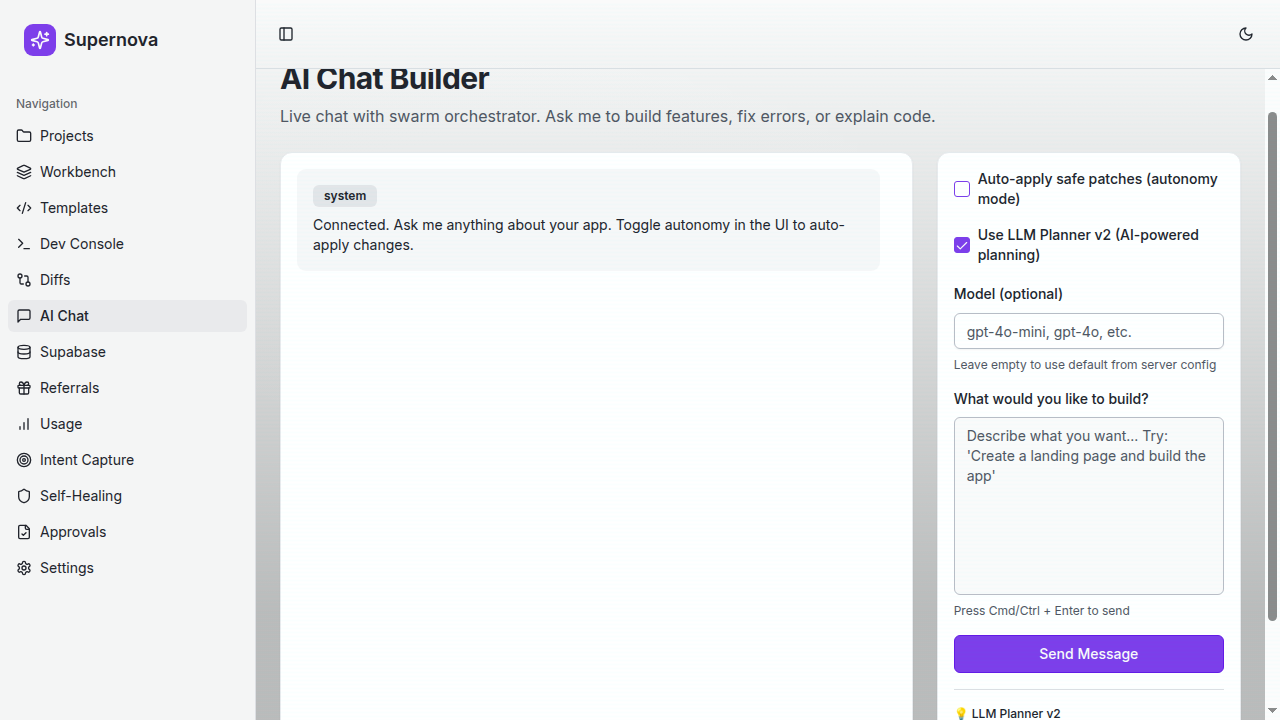 Supernova
Navigation
Projects
Workbench
Templates
Dev Console
Diffs
AI Chat
Supabase
Referrals
Usage
Intent Capture
Self-Healing
Approvals
Settings
AI Chat Builder
Live chat with swarm orchestrator. Ask me to build features, fix errors, or explain code.
system
Connected. Ask me anything about your app. Toggle autonomy in the UI to auto-
apply changes.
Auto-apply safe patches (autonomy
mode)
Use LLM Planner v2 (AI-powered
planning)
Model (optional)
gpt-4o-mini, gpt-4o, etc.
Leave empty to use default from server config
What would you like to build?
Describe what you want... Try:
'Create a landing page and build the
app'
Press Cmd/Ctrl + Enter to send
Send Message
💡 LLM Planner v2